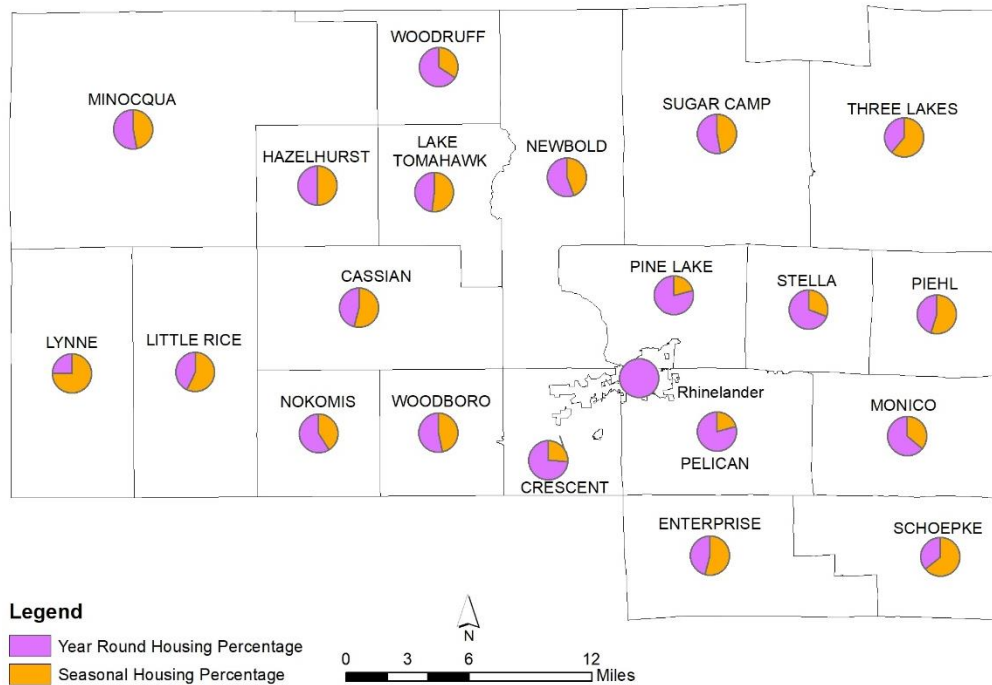 WOODRUFF
MINOCQUA
SUGAR CAMP
THREE LAKES
HAZELHURST
LAKE
TOMAHAWK
NEWBOLD
CASSIAN
PINE LAKE
STELLA
PIEHL
LYNNE
LITTLE RICE
NOKOMIS
WOODBORO
Rhinelander
MONICO
PELICAN
CRESCENT
ENTERPRISE
SCHOEPKE
Legend
Year Round Housing Percentage
Seasonal Housing Percentage
N
0 3 6 12
Miles